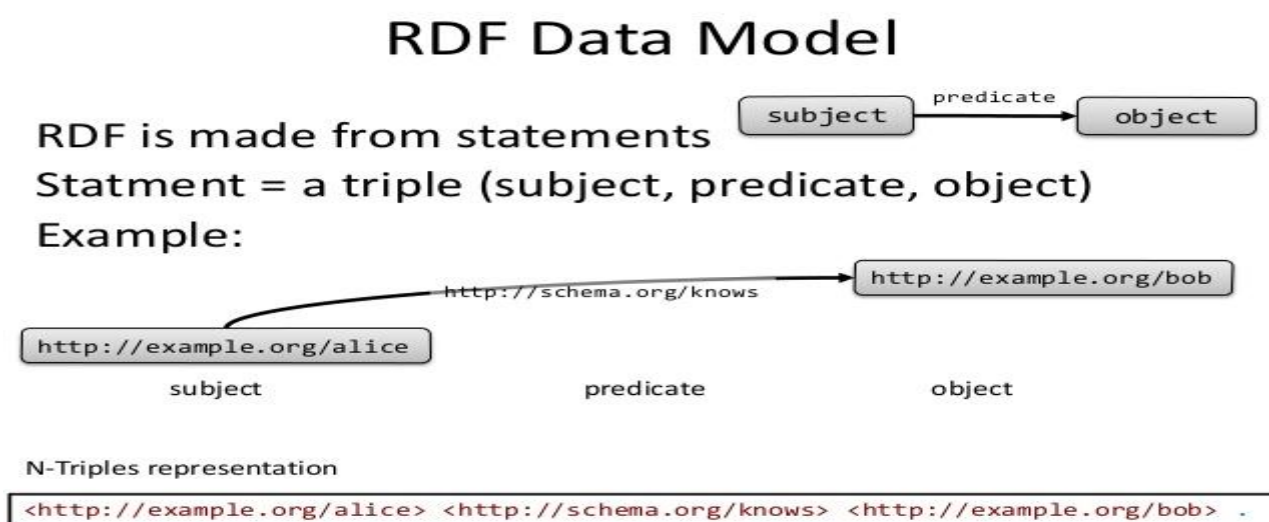 RDF Data Model
subject
predicate
object
RDF is made from statements
Statment = a triple (subject, predicate, object)
Example:
http://schema.org/knows
http://example.org/bob
http://example.org/alice
subject
predicate
object
N-Triples representation
<http://example.org/alice> <http://schema.org/knows> <http://example.org/bob> .